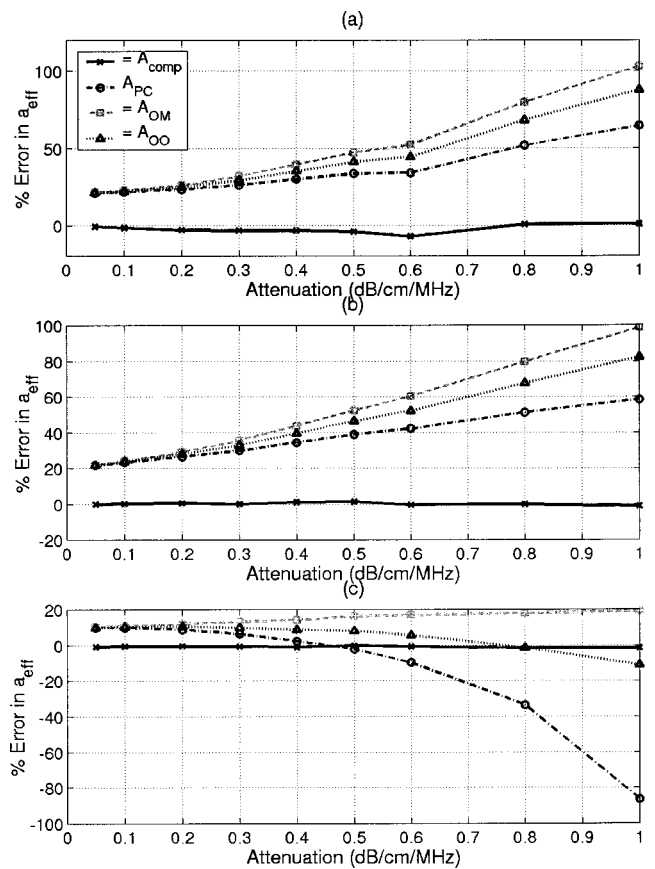 (a)
% Error in a_eff
100
50
0
= A_comp
A_PC
= A_OM
= A_OO
0 0.1 0.2 0.3 0.4 0.5 0.6 0.7 0.8 0.9 1
Attenuation (dB/cm/MHz)
(b)
% Error in a_eff
100
80
60
40
20
0
-20
0 0.1 0.2 0.3 0.4 0.5 0.6 0.7 0.8 0.9 1
Attenuation (dB/cm/MHz)
(c)
% Error in a_eff
20
0
-20
-40
-60
-80
-100
0 0.1 0.2 0.3 0.4 0.5 0.6 0.7 0.8 0.9 1
Attenuation (dB/cm/MHz)